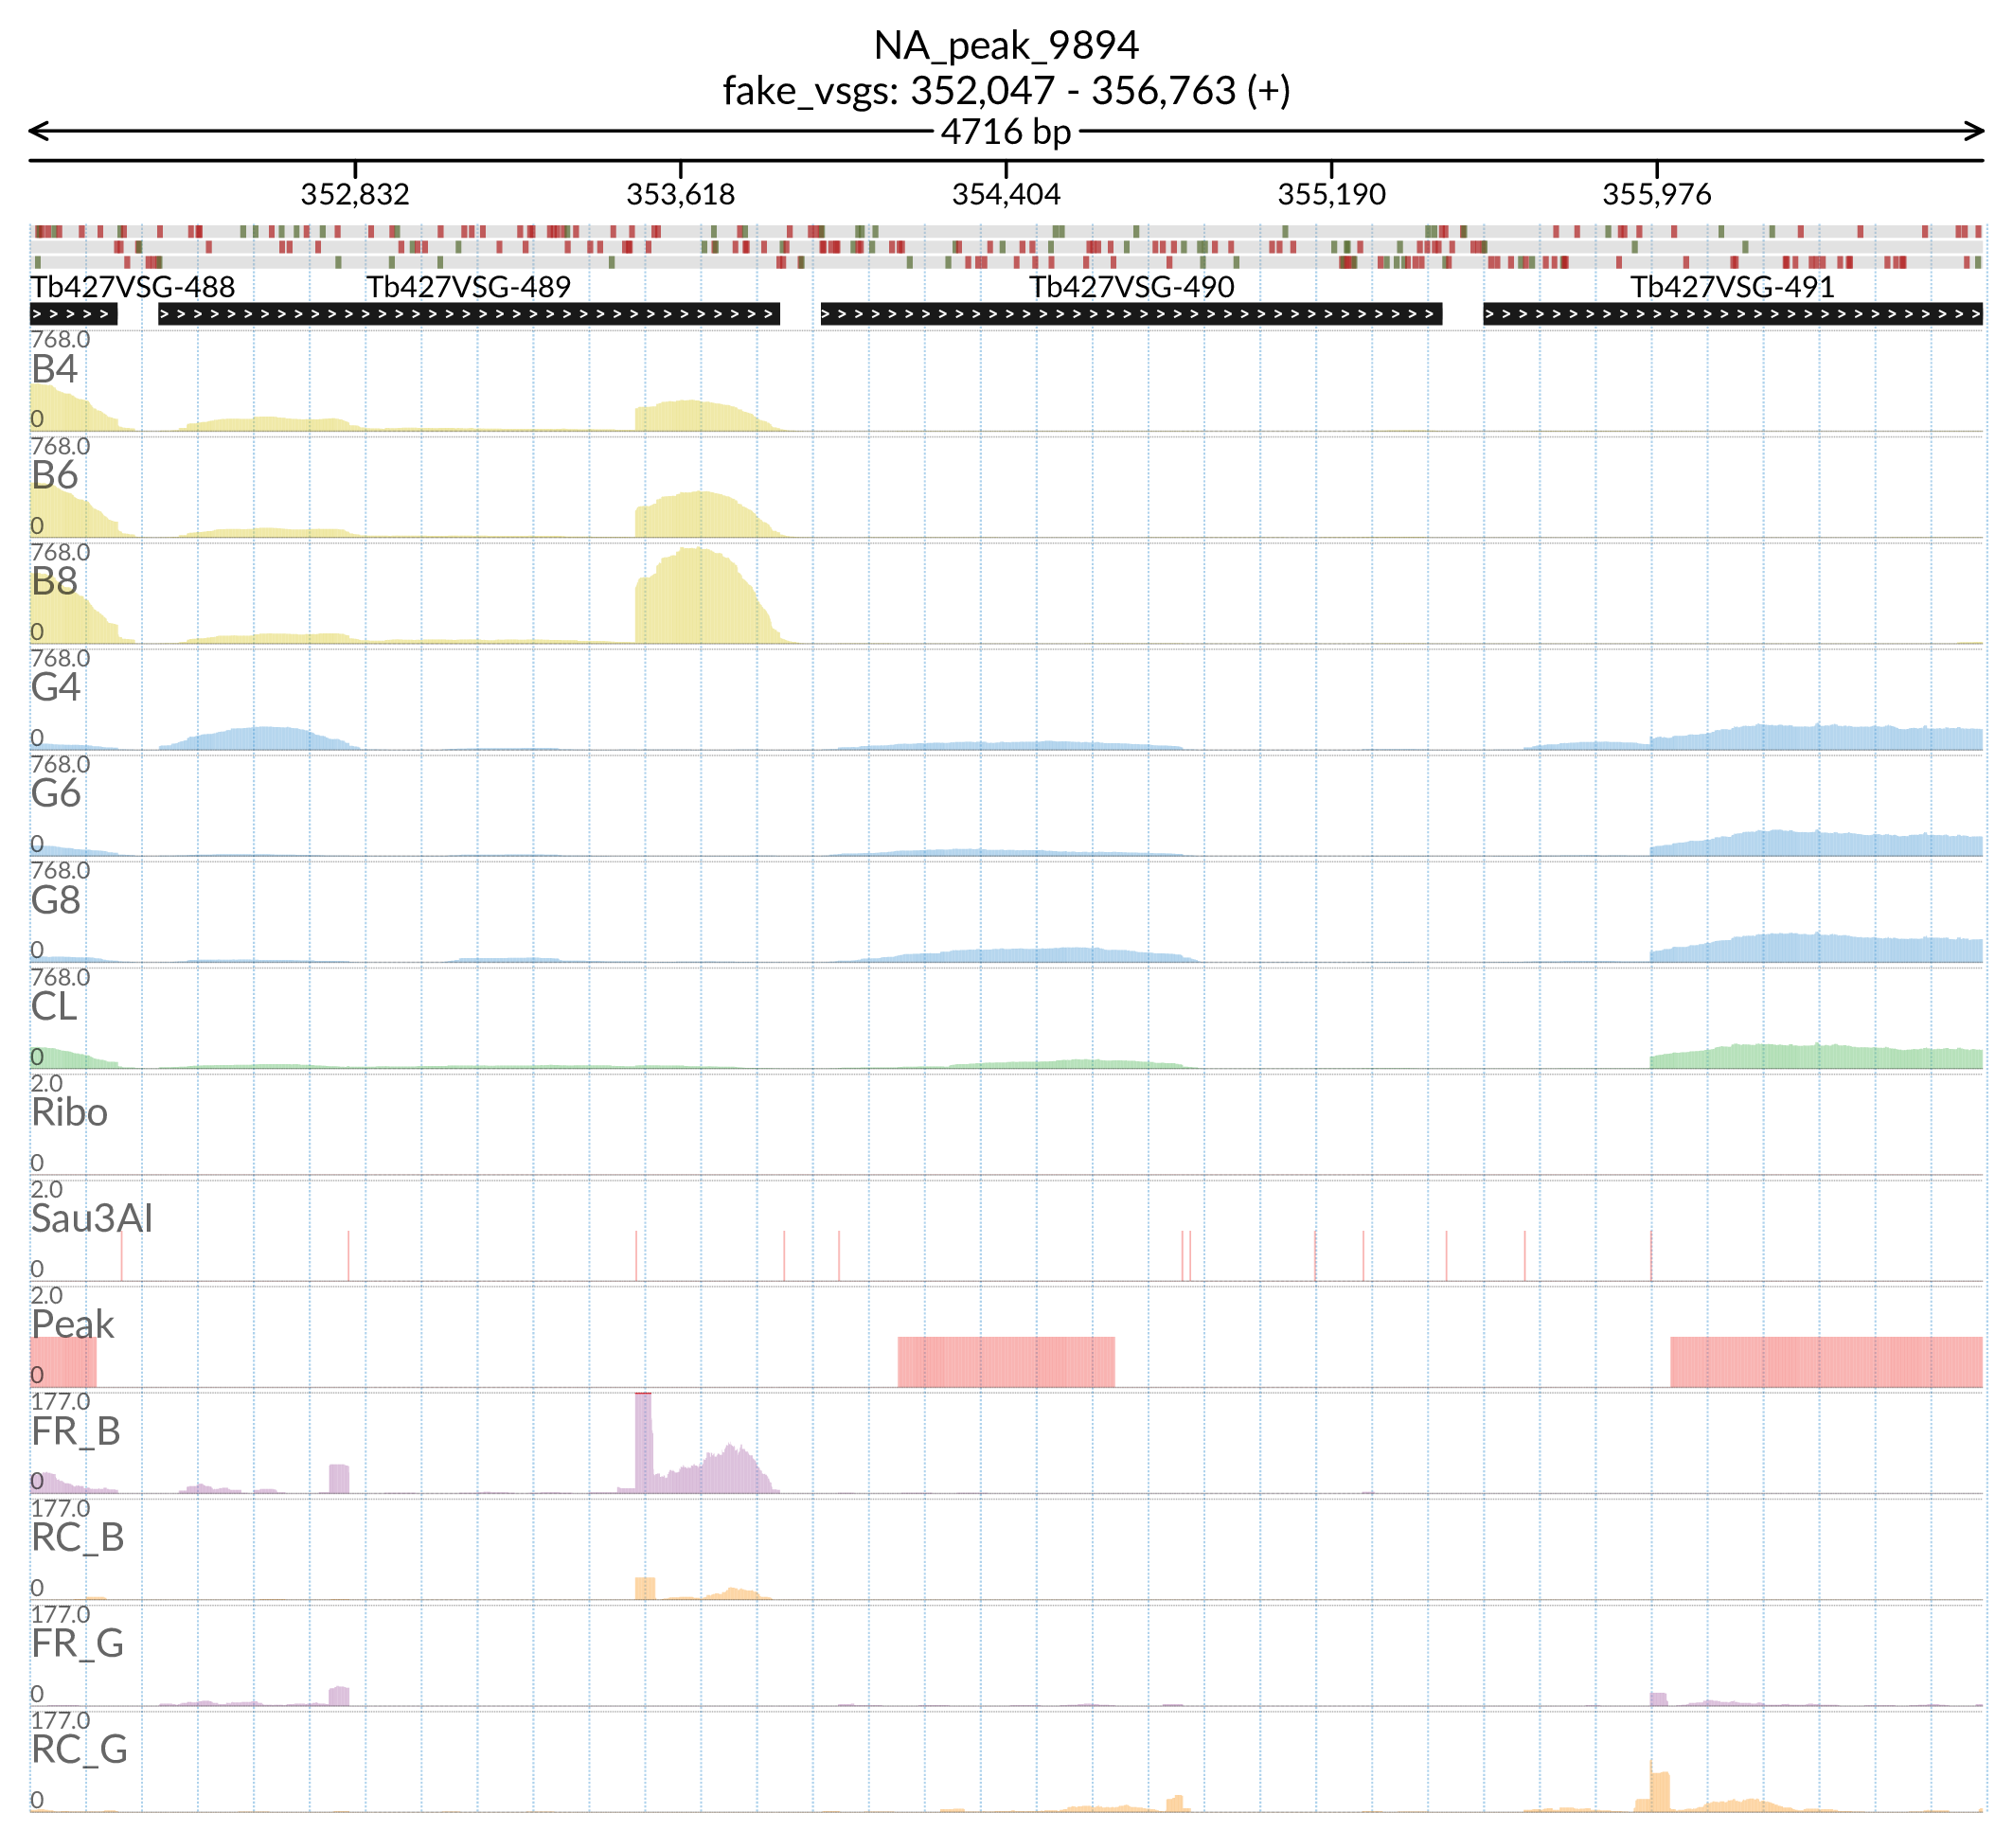 NA_peak_9894
fake_vsgs: 352,047 - 356,763 (+)
4716 bp
352,832 353,618 354,404 355,190 355,976
Tb427VSG-488 Tb427VSG-489 Tb427VSG-490 Tb427VSG-491
768.0
B4
0
768.0
B6
0
768.0
B8
0
768.0
G4
0
768.0
G6
0
768.0
G8
0
768.0
CL
0
2.0
Ribo
0
2.0
Sau3AI
0
2.0
Peak
0
177.0
FR_B
0
177.0
RC_B
0
177.0
FR_G
0
177.0
RC_G
0